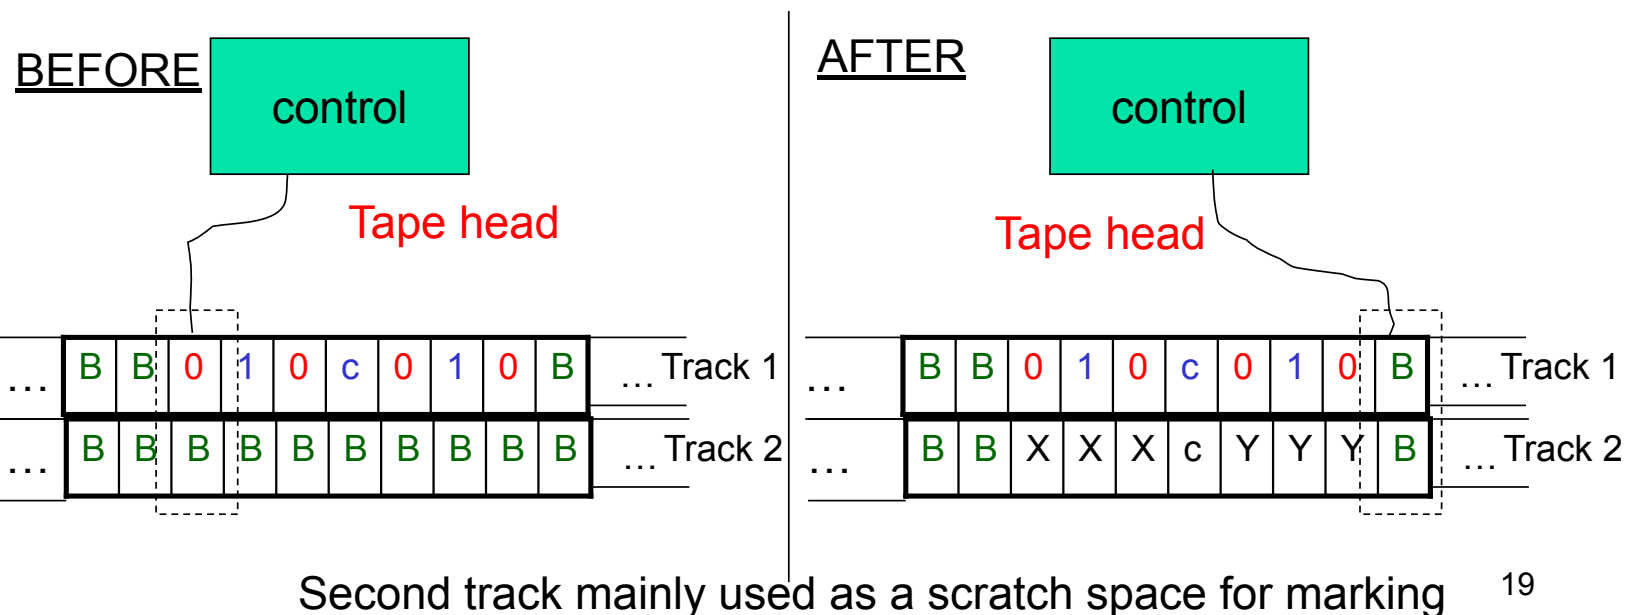 BEFORE
control
Tape head
... B B 0 1 0 c 0 1 0 B ... Track 1
... B B B B B B B B B B ... Track 2
AFTER
control
Tape head
... B B 0 1 0 c 0 1 0 B ... Track 1
... B B X X X c Y Y Y B ... Track 2
Second track mainly used as a scratch space for marking
19